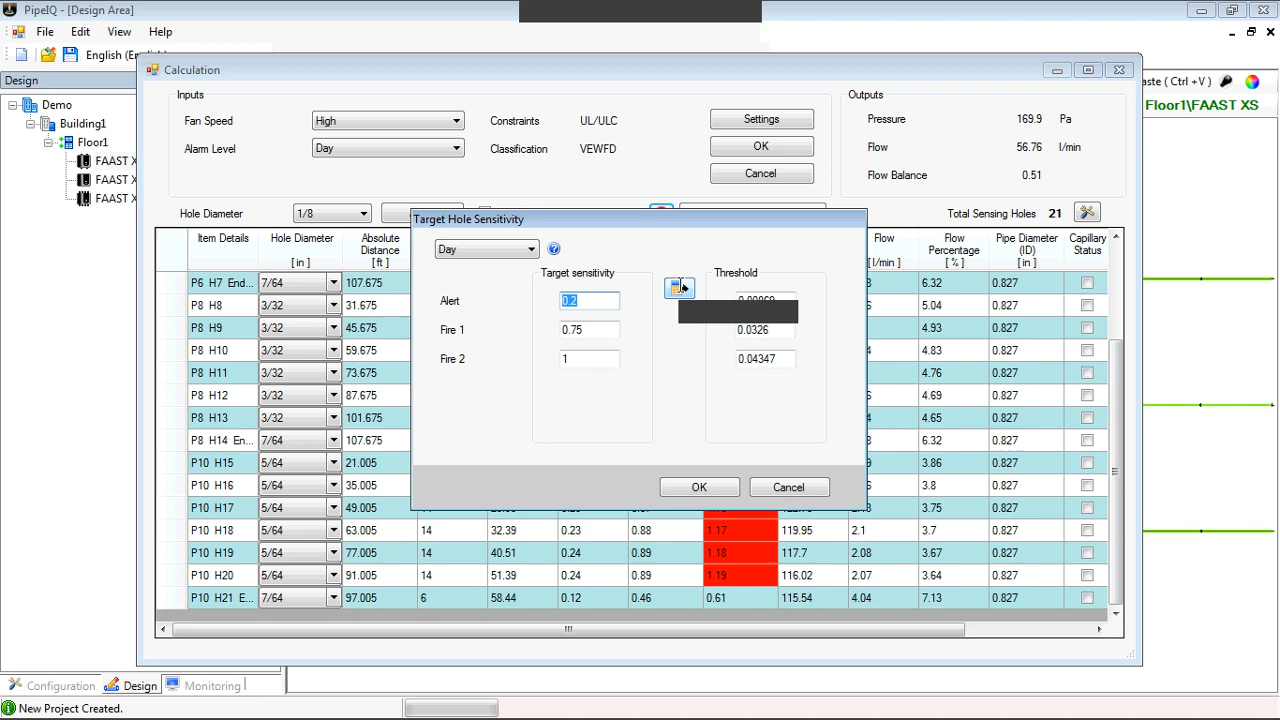 PipeIQ - [Design Area]
File Edit View Help
English (En
Design
Calculation
aste ( Ctrl +V )
Floor1\FAAST XS
Demo
Building1
Floor1
FAAST X
FAAST X
FAAST X
Inputs
Fan Speed High Constraints UL/ULC Settings
Alarm Level Day Classification VEWFD OK
Cancel
Outputs
Pressure 169.9 Pa
Flow 56.76 l/min
Flow Balance 0.51
Hole Diameter 1/8
Total Sensing Holes 21
Item Details Hole Diameter [ in ] Absolute Distance [ ft ] Flow [ l/min ] Flow Percentage [ % ] Pipe Diameter (ID) [ in ] Capillary Status
P6 H7 End... 7/64 107.675 6.32 0.827
P8 H8 3/32 31.675 5.04 0.827
P8 H9 3/32 45.675 4.93 0.827
P8 H10 3/32 59.675 4.83 0.827
P8 H11 3/32 73.675 4.76 0.827
P8 H12 3/32 87.675 4.69 0.827
P8 H13 3/32 101.675 4.65 0.827
P8 H14 En... 7/64 107.675 6.32 0.827
P10 H15 5/64 21.005 3.86 0.827
P10 H16 5/64 35.005 3.8 0.827
P10 H17 5/64 49.005 3.75 0.827
P10 H18 5/64 63.005 14 32.39 0.23 0.88 1.17 119.95 2.1 3.7 0.827
P10 H19 5/64 77.005 14 40.51 0.24 0.89 1.18 117.7 2.08 3.67 0.827
P10 H20 5/64 91.005 14 51.39 0.24 0.89 1.19 116.02 2.07 3.64 0.827
P10 H21 E... 7/64 97.005 6 58.44 0.12 0.46 0.61 115.54 4.04 7.13 0.827
Target Hole Sensitivity
Day
Target sensitivity Threshold
Alert 0.2 0.00869
Fire 1 0.75 0.0326
Fire 2 1 0.04347
OK Cancel
Configuration Design Monitoring
New Project Created.